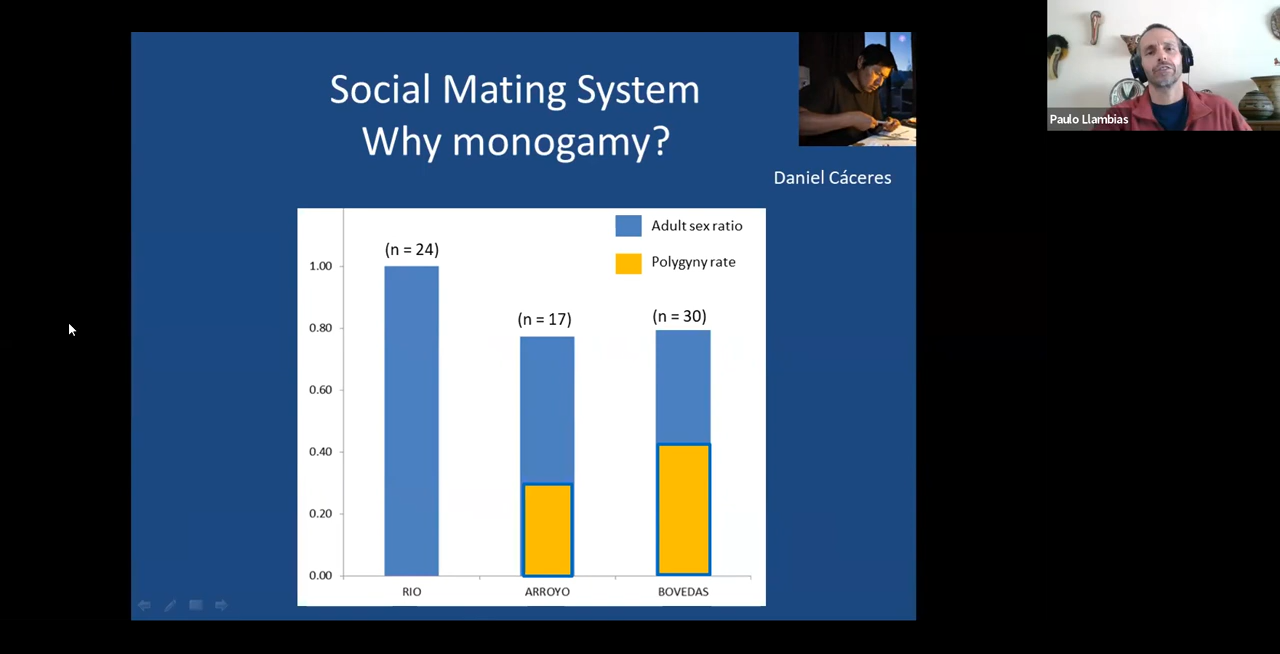 Social Mating System
Why monogamy?
Daniel Cáceres
Paulo Llambias
Adult sex ratio
Polygyny rate
(n = 24)
(n = 17)
(n = 30)
1.00
0.80
0.60
0.40
0.20
0.00
RIO
ARROYO
BOVEDAS